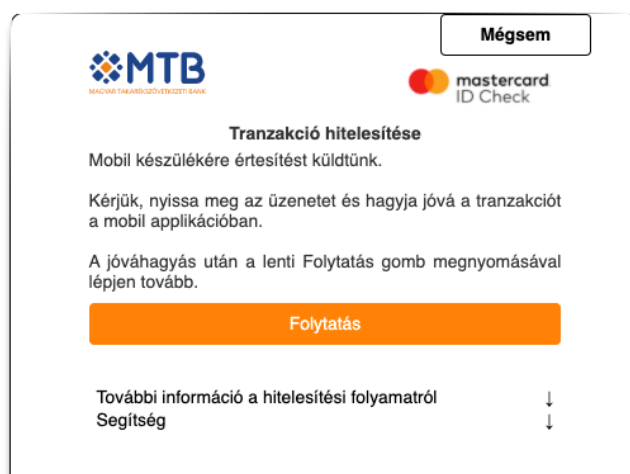 Mégsem
MTB
MAGYAR TAKARÉKSZÖVETKEZETI BANK
mastercard
ID Check
Tranzakció hitelesítése
Mobil készülékére értesítést küldtünk.
Kérjük, nyissa meg az üzenetet és hagyja jóvá a tranzakciót
a mobil applikációban.
A jóváhagyás után a lenti Folytatás gomb megnyomásával
lépjen tovább.
Folytatás
További információ a hitelesítési folyamatról ↓
Segítség ↓